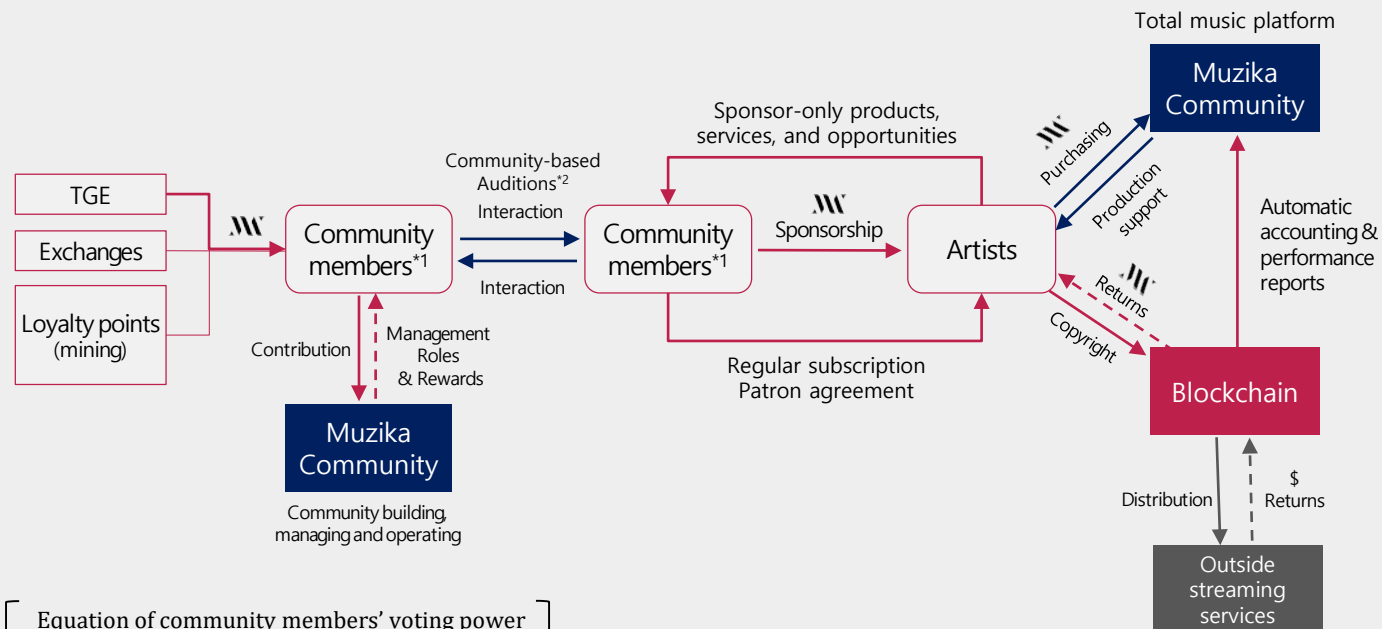 Total music platform
Muzika
Community
Sponsor-only products,
services, and opportunities
Purchasing
Production
support
Community-based
Auditions*2
Interaction
TGE
Exchanges
Loyalty points
(mining)
Community
members*1
Interaction
Community
members*1
Sponsorship
Artists
Automatic
accounting &
performance
reports
Returns
Copyright
Contribution
Management
Roles
& Rewards
Regular subscription
Patron agreement
Blockchain
Muzika
Community
Community building,
managing and operating
Distribution
$
Returns
Outside
streaming
services
Equation of community members’ voting power